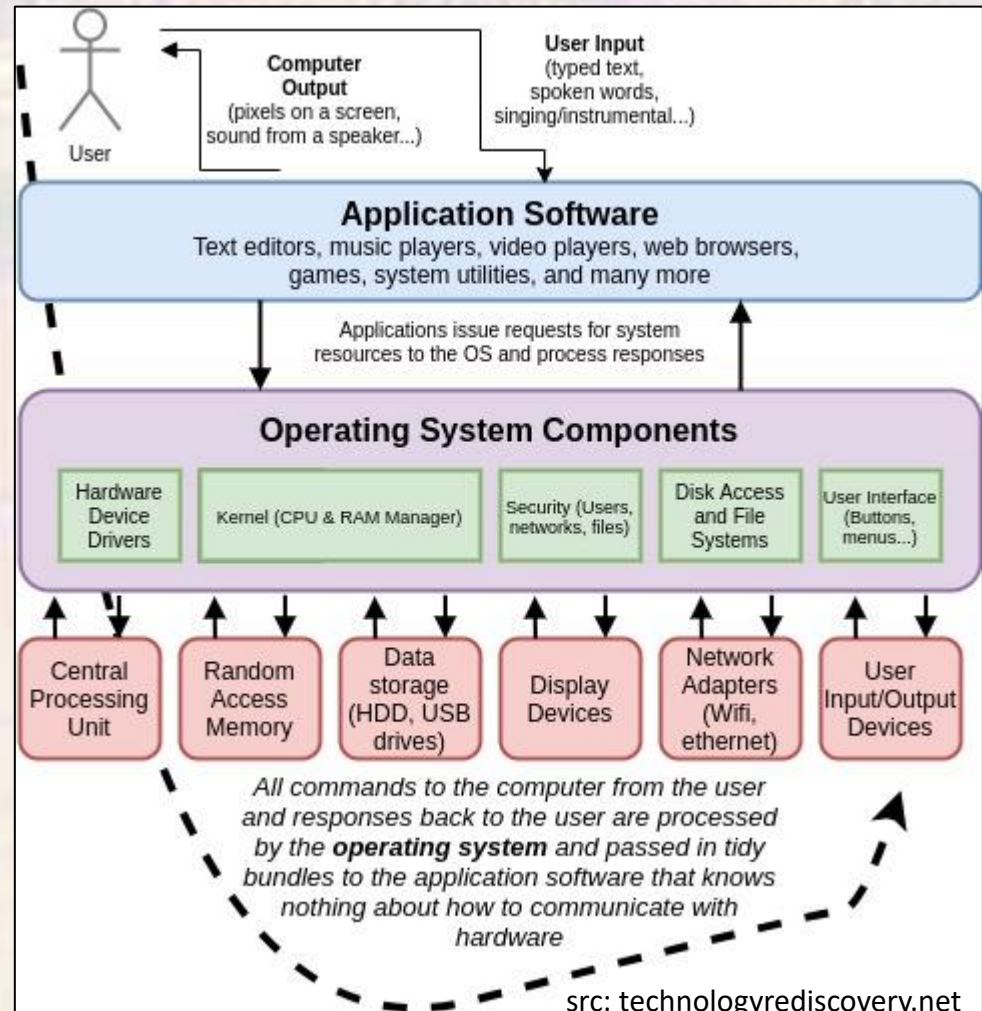 Computer
Output
(pixels on a screen,
sound from a speaker...)
User Input
(typed text,
spoken words,
singing/instrumental...)
User
Application Software
Text editors, music players, video players, web browsers,
games, system utilities, and many more
Applications issue requests for system
resources to the OS and process responses
Operating System Components
Hardware
Device
Drivers
Kernel (CPU & RAM Manager)
Security (Users,
networks, files)
Disk Access
and File
Systems
User Interface
(Buttons,
menus...)
Central
Processing
Unit
Random
Access
Memory
Data
storage
(HDD, USB
drives)
Display
Devices
Network
Adapters
(Wifi,
ethernet)
User
Input/Output
Devices
All commands to the computer from the user
and responses back to the user are processed
by the operating system and passed in tidy
bundles to the application software that knows
nothing about how to communicate with
hardware
src: technologyrediscovery.net